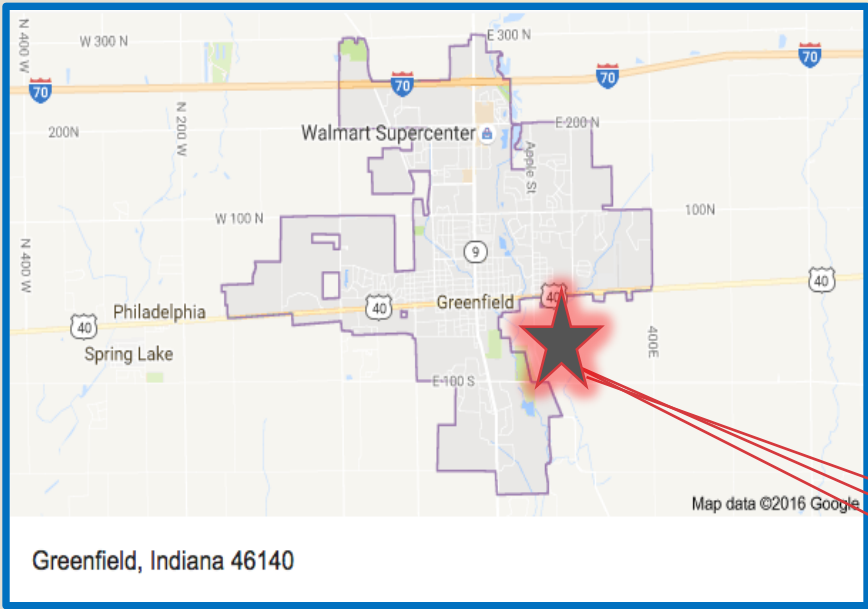 N 400 W
W 300 N
E 300 N
70
70
70
70
200N
N 200 W
Walmart Supercenter
E 200 N
Apple St
W 100 N
100N
N 400 W
9
40
40
Greenfield
40
40
Philadelphia
Spring Lake
400E
E 100 S
Map data ©2016 Google
Greenfield, Indiana 46140